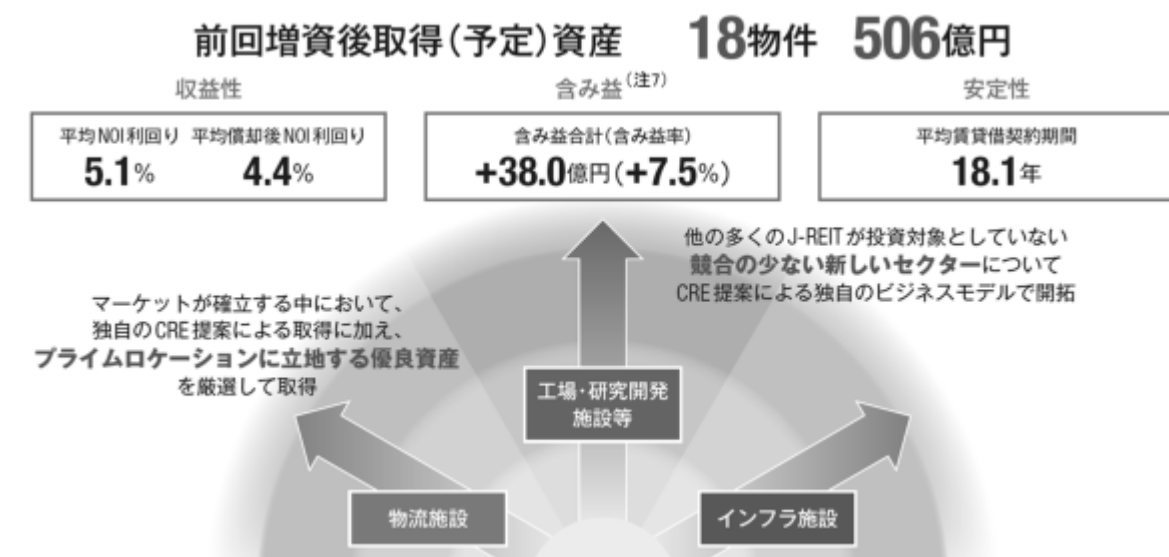 前回増資後取得(予定)資産 18物件 506億円
収益性
平均NOI利回り 平均償却後NOI利回り
5.1% 4.4%
含み益(注7)
含み益合計(含み益率)
+38.0億円(+7.5%)
安定性
平均賃貸借契約期間
18.1年
マーケットが確立する中において、
独自のCRE提案による取得に加え、
プライムロケーションに立地する優良資産
を厳選して取得
他の多くのJ-REITが投資対象としていない
競合の少ない新しいセクターについて
CRE提案による独自のビジネスモデルで開拓
工場・研究開発
施設等
物流施設
インフラ施設